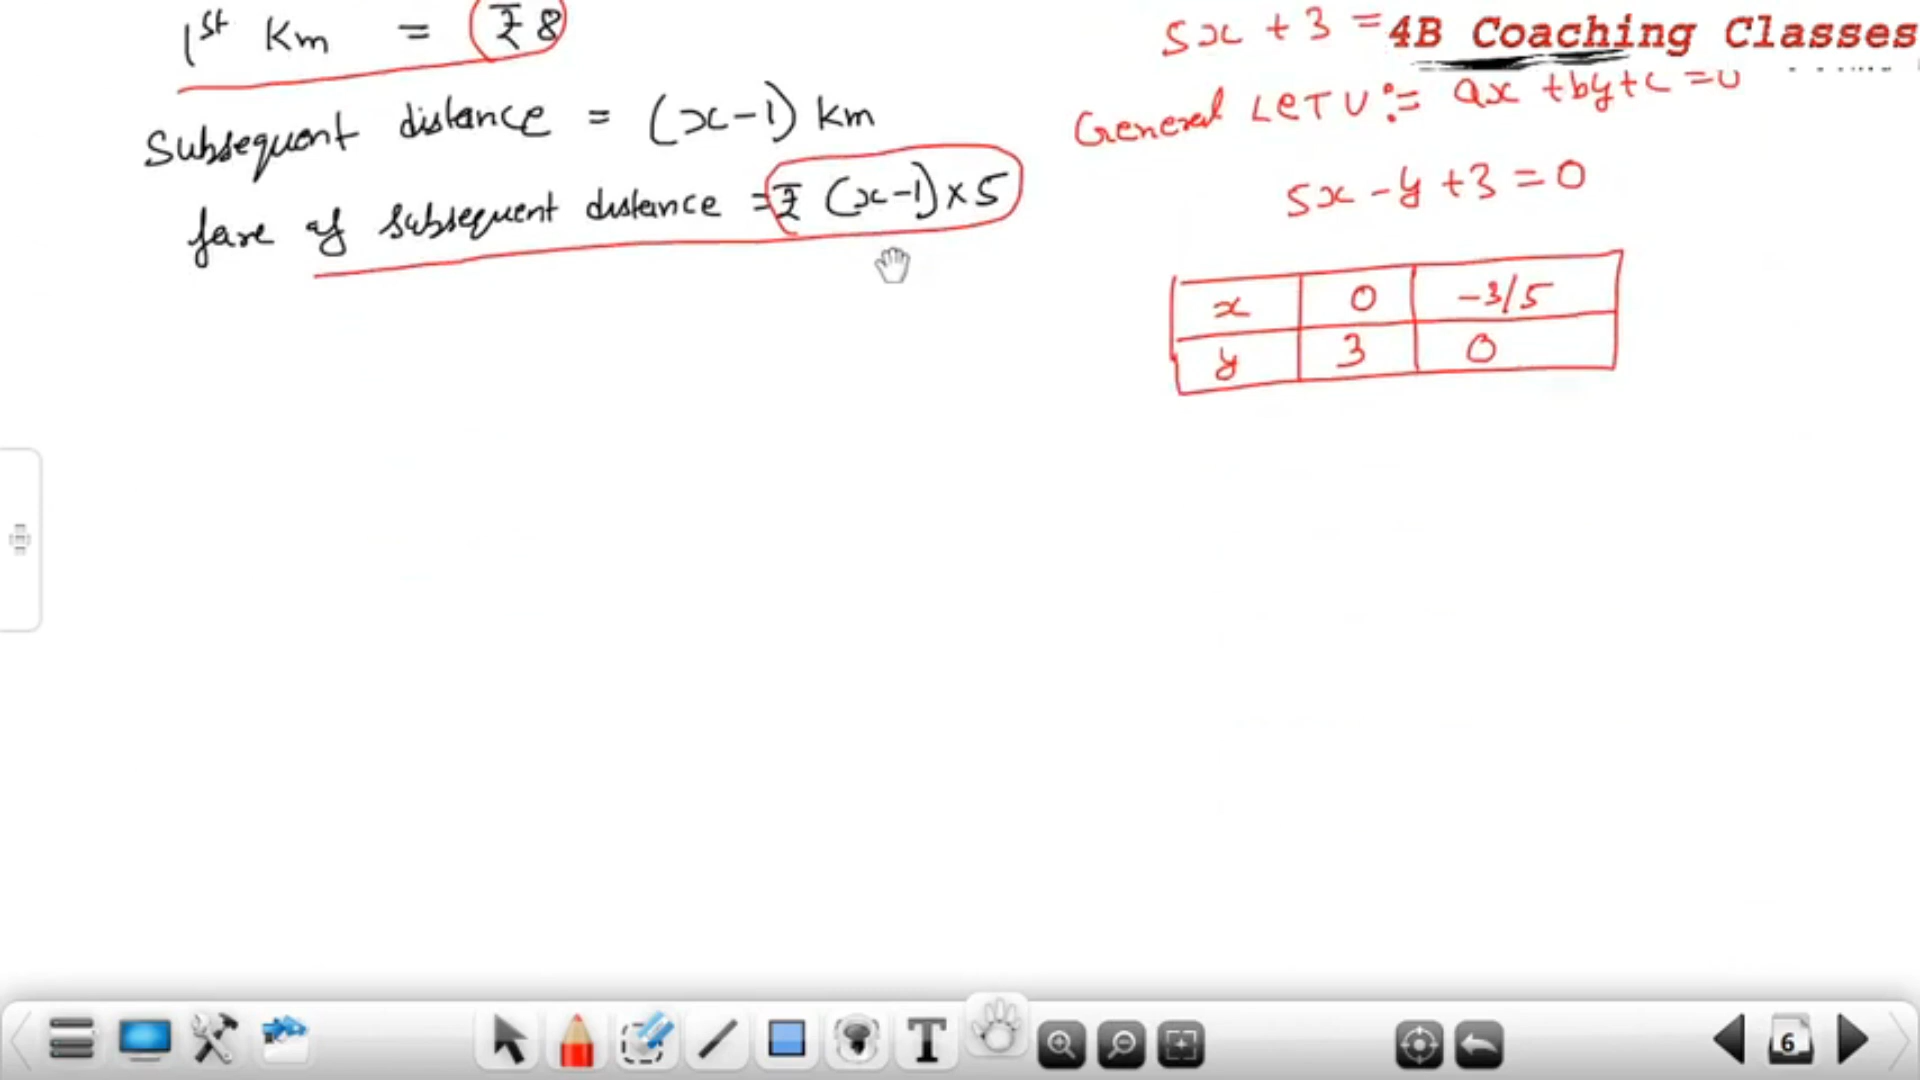 1st Km = ₹ 8
Subsequent distance = (x-1) km
fare of subsequent distance = ₹ (x-1) × 5
5x + 3 =
4B Coaching Classes
General LETV := ax + by + c = 0
5x - y + 3 = 0
x 0 -3/5
y 3 0
T
6